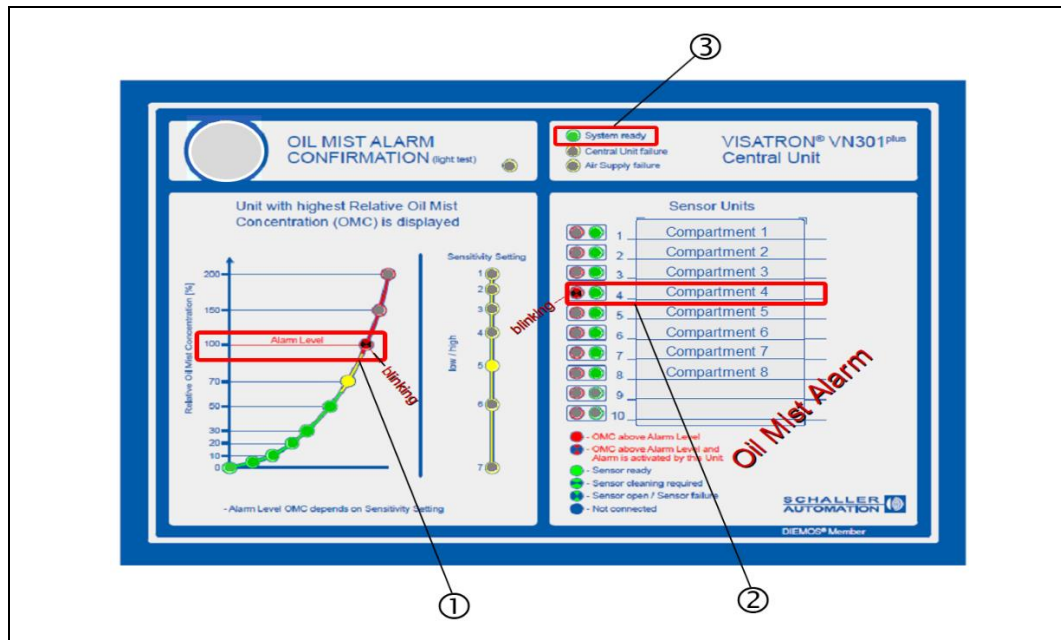 ③
OIL MIST ALARM
CONFIRMATION (light test)
System ready
Central Unit failure
Air Supply failure
VISATRON® VN301plus
Central Unit
Unit with highest Relative Oil Mist
Concentration (OMC) is displayed
Relative Oil Mist Concentration [%]
200
150
100
70
50
30
20
10
0
Alarm Level
blinking
Sensitivity Setting
low / high
1
2
3
4
5
6
7
- Alarm Level OMC depends on Sensitivity Setting
Sensor Units
1 Compartment 1
2 Compartment 2
3 Compartment 3
blinking
4 Compartment 4
5 Compartment 5
6 Compartment 6
7 Compartment 7
8 Compartment 8
9
10
Oil Mist Alarm
- OMC above Alarm Level
- OMC above Alarm Level and
Alarm is activated by this Unit
- Sensor ready
- Sensor cleaning required
- Sensor open / Sensor failure
- Not connected
SCHALLER
AUTOMATION
DIEMOS® Member
①
②